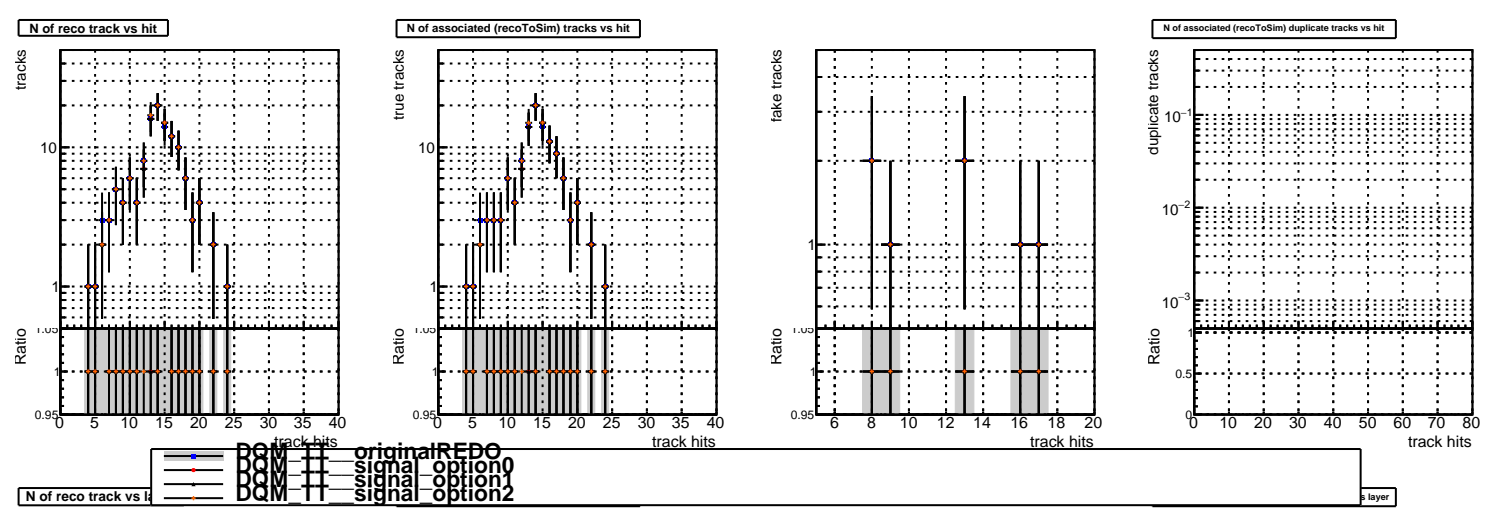 N of reco track vs hit
N of associated (recoToSim) tracks vs hit
N of associated (recoToSim) duplicate tracks vs hit
tracks
10
1
Ratio
1.05
1
0.95
0 5 10 15 20 25 30 35 40
track hits
true tracks
10
1
Ratio
1.05
1
0.95
0 5 10 15 20 25 30 35 40
track hits
fake tracks
1
Ratio
1.05
1
0.95
6 8 10 12 14 16 18 20
track hits
duplicate tracks
10⁻¹
10⁻²
10⁻³
Ratio
1
0.5
0
0 10 20 30 40 50 60 70 80
track hits
DQM_TT__originalREDO
DQM_TT__signal_option0
DQM_TT__signal_option1
DQM_TT__signal_option2
N of reco track vs
layer